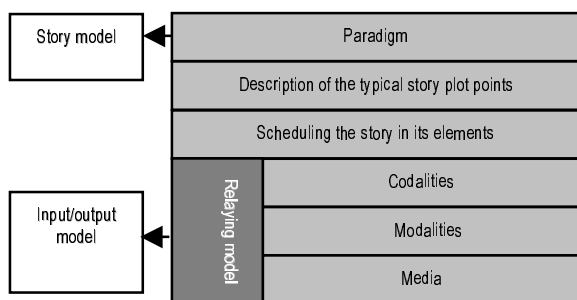 Story model
Paradigm
Description of the typical story plot points
Scheduling the story in its elements
Input/output
model
Relaying model
Codalities
Modalities
Media